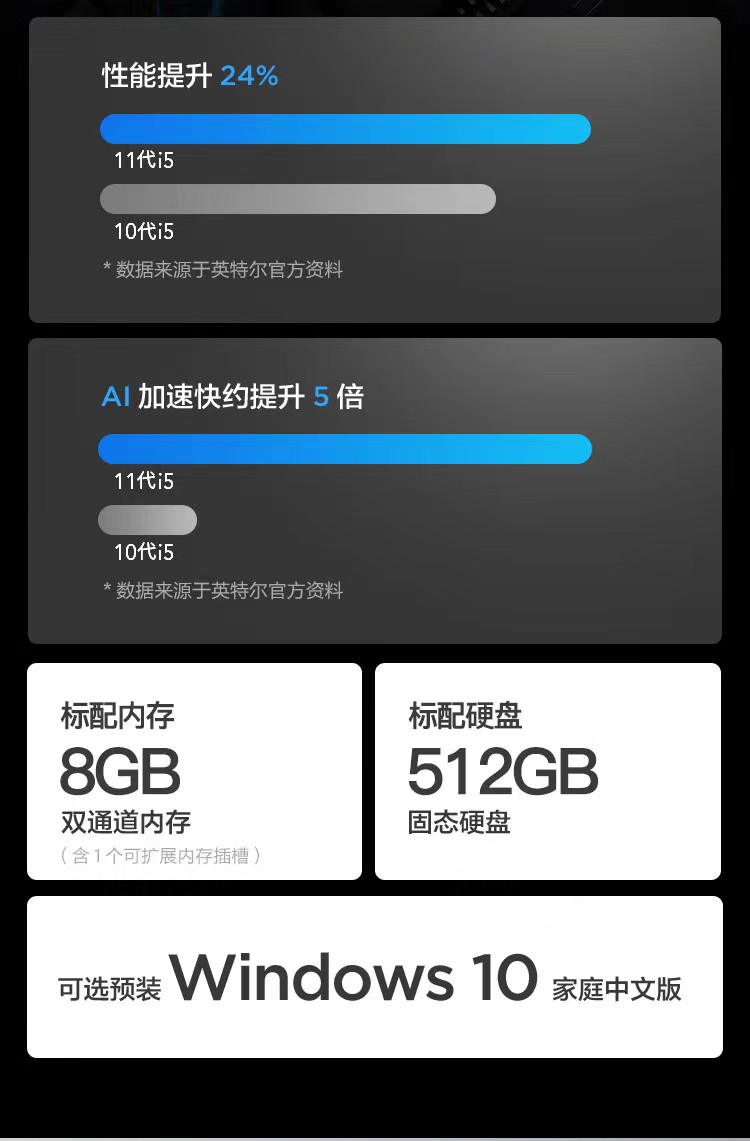 性能提升 24%
11代i5
10代i5
* 数据来源于英特尔官方资料
AI 加速快约提升 5 倍
11代i5
10代i5
* 数据来源于英特尔官方资料
标配内存
8GB
双通道内存
（含1个可扩展内存插槽）
标配硬盘
512GB
固态硬盘
可选预装 Windows 10 家庭中文版